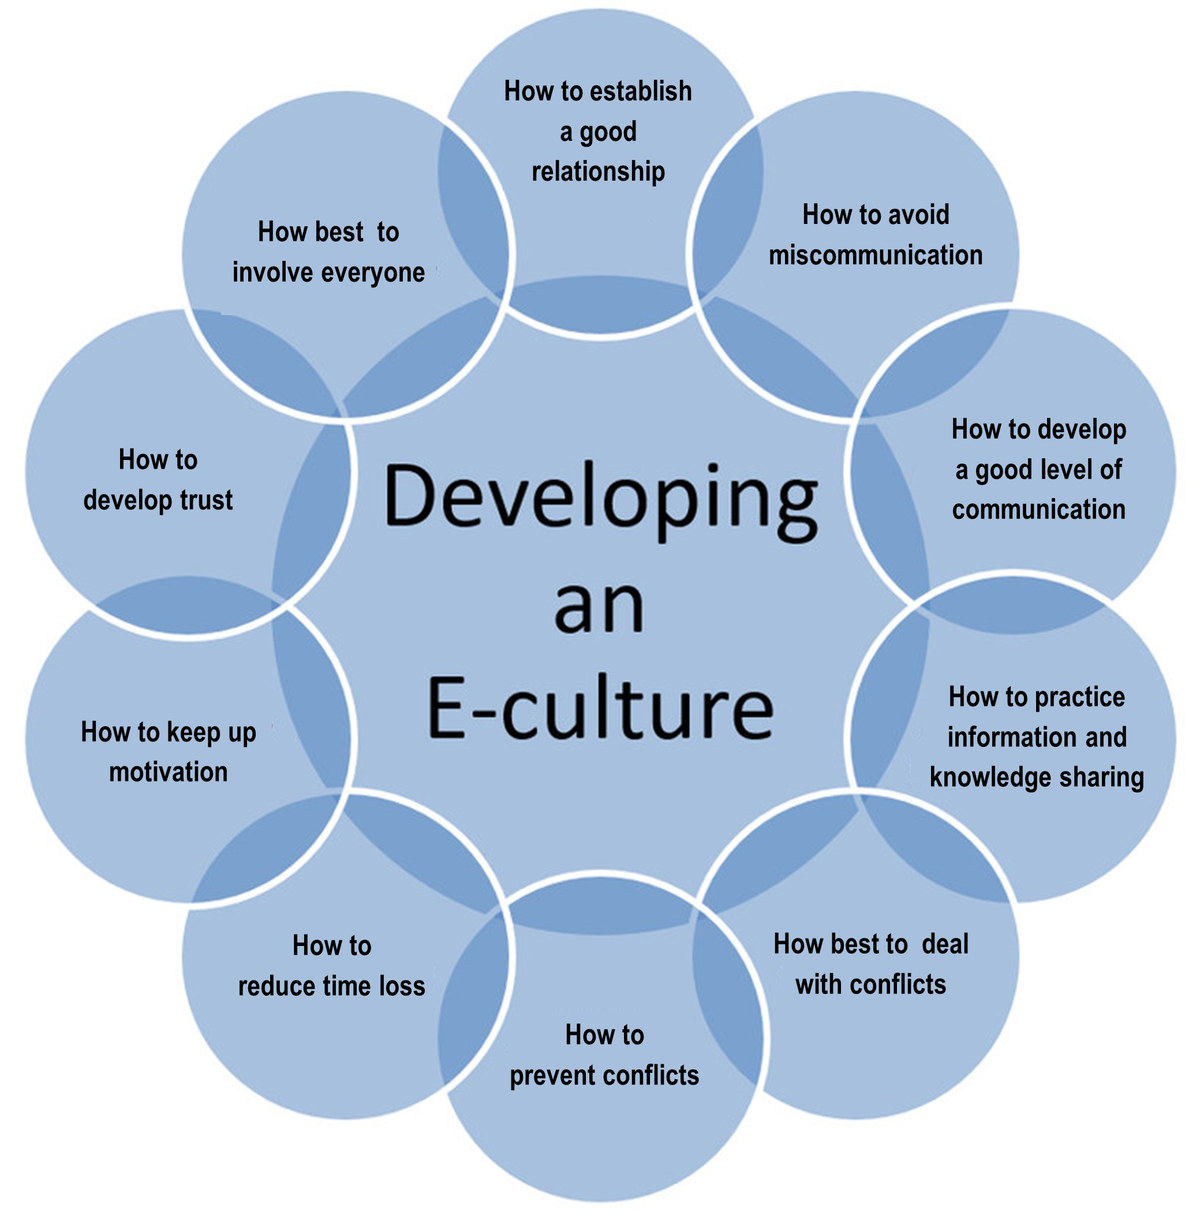 How to establish
a good
relationship
How to avoid
miscommunication
How to develop
a good level of
communication
How to practice
information and
knowledge sharing
How best to deal
with conflicts
How to
prevent conflicts
How to
reduce time loss
How to keep up
motivation
How to
develop trust
How best to
involve everyone
Developing
an
E-culture